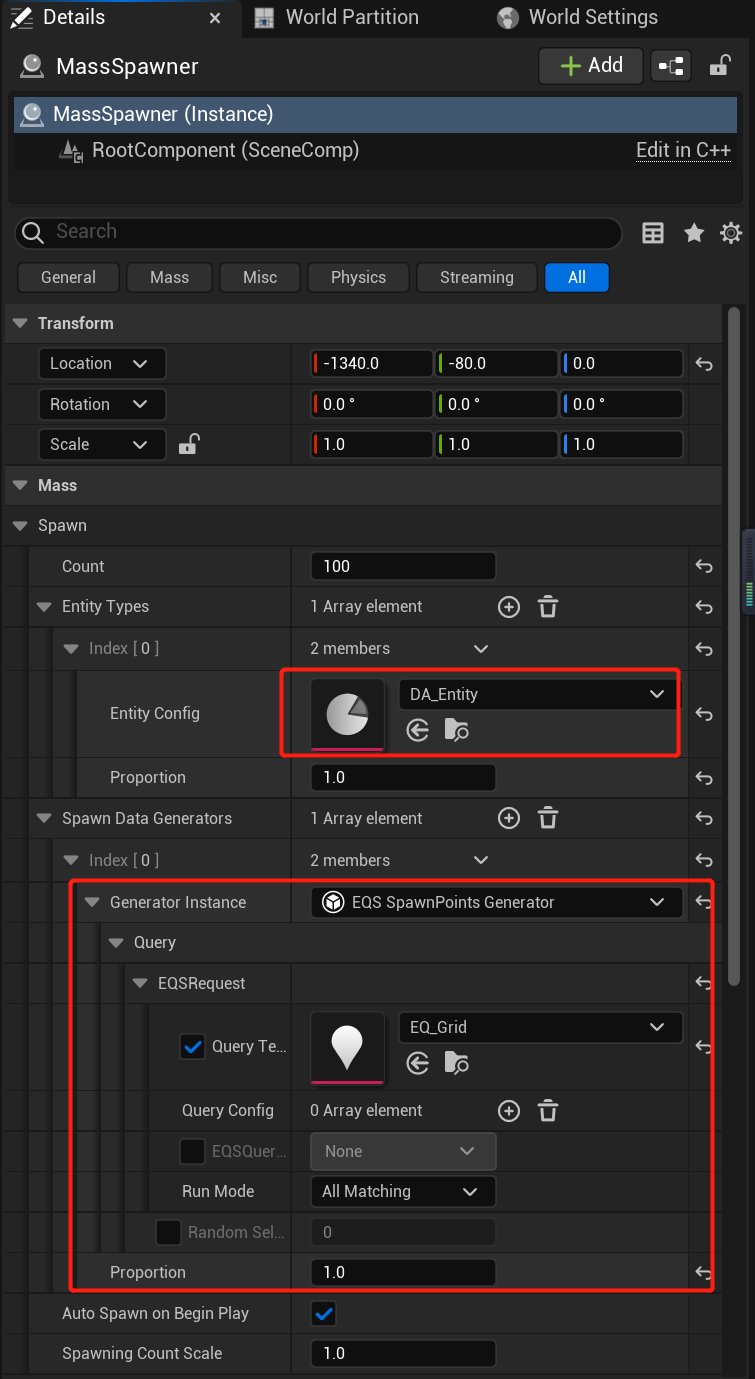 Details
World Partition
World Settings
MassSpawner
Add
MassSpawner (Instance)
RootComponent (SceneComp)
Edit in C++
Search
General
Mass
Misc
Physics
Streaming
All
Transform
Location
-1340.0
-80.0
0.0
Rotation
0.0 °
0.0 °
0.0 °
Scale
1.0
1.0
1.0
Mass
Spawn
Count
100
Entity Types
1 Array element
Index [ 0 ]
2 members
Entity Config
DA_Entity
Proportion
1.0
Spawn Data Generators
1 Array element
Index [ 0 ]
2 members
Generator Instance
EQS SpawnPoints Generator
Query
EQSRequest
Query Te...
EQ_Grid
Query Config
0 Array element
EQSQuer...
None
Run Mode
All Matching
Random Sel...
0
Proportion
1.0
Auto Spawn on Begin Play
Spawning Count Scale
1.0